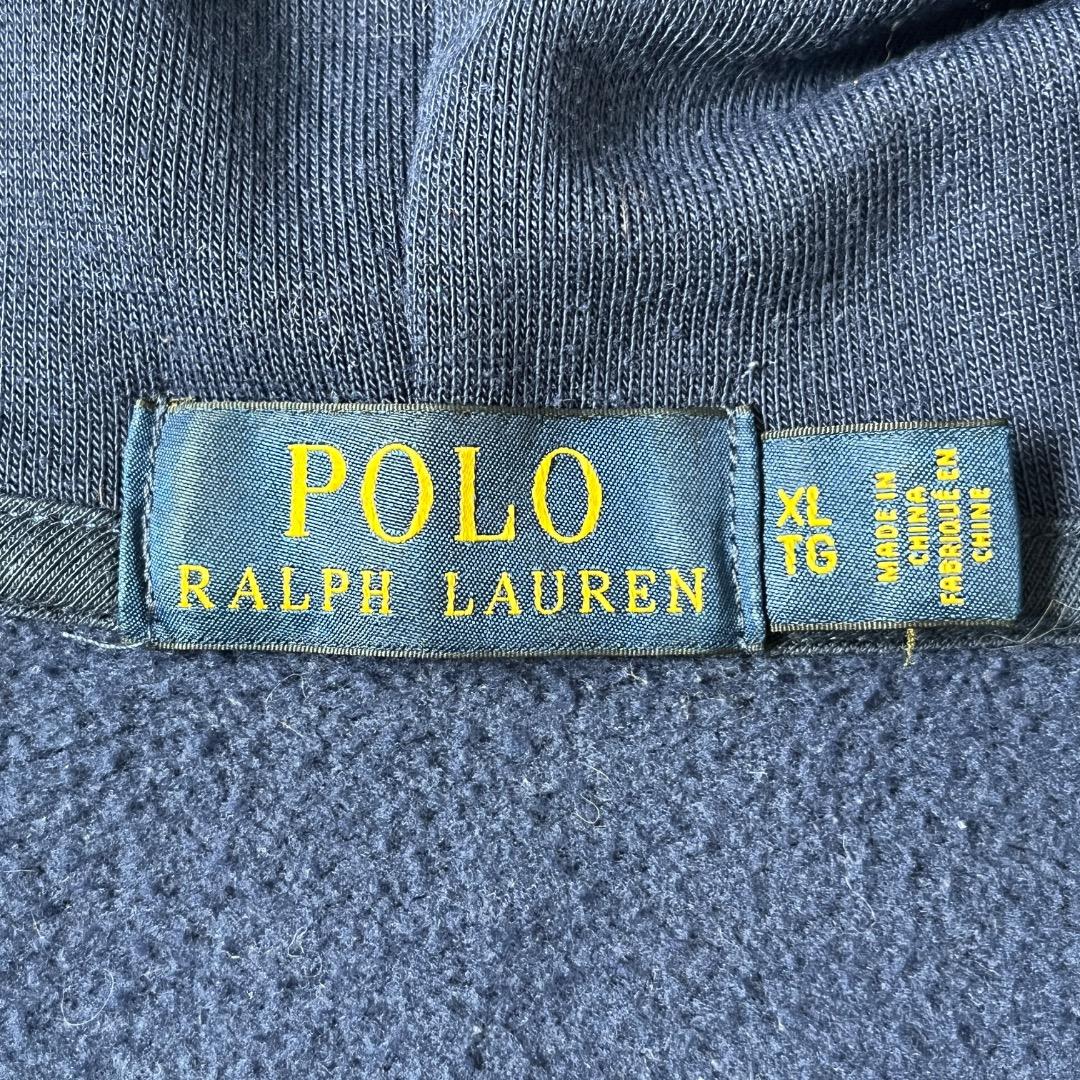 POLO
RALPH LAUREN
XL
TG
MADE IN
CHINA
FABRIQUÉ EN
CHINE